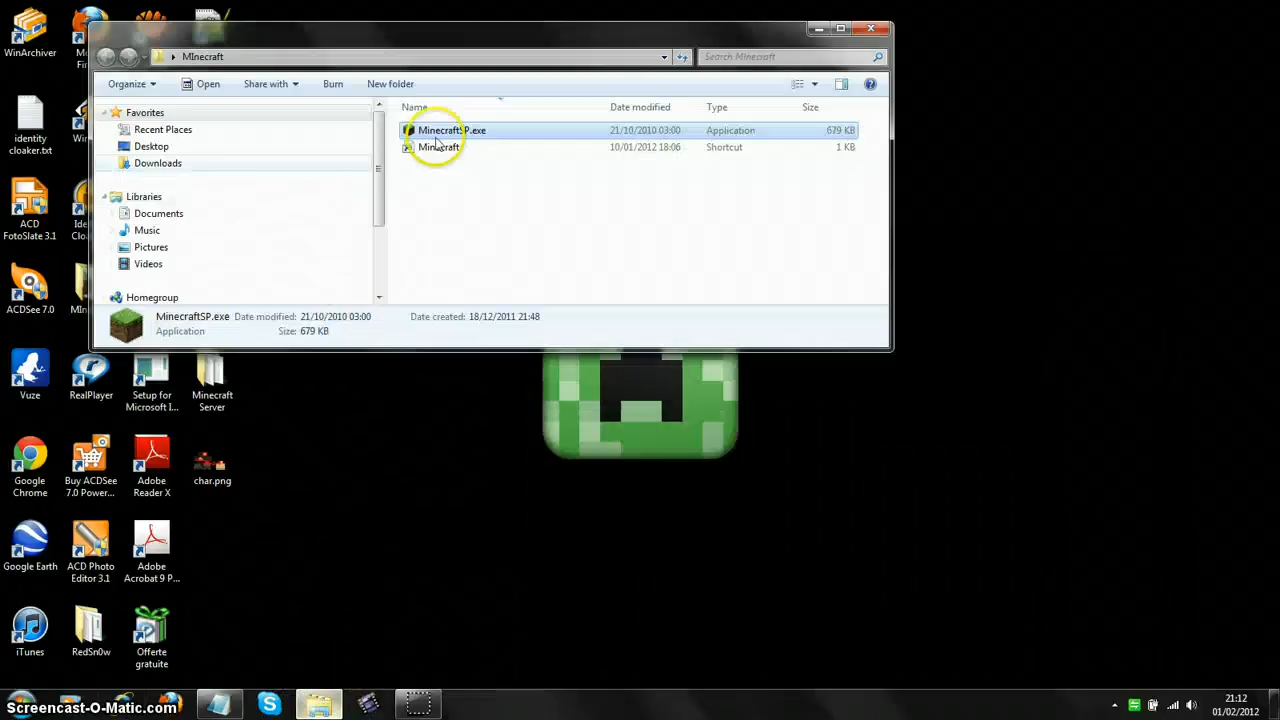 WinArchiver
Mo
Fire
MInecraft
Search Minecraft
Organize
Open
Share with
Burn
New folder
Favorites
Recent Places
Desktop
Downloads
Libraries
Documents
Music
Pictures
Videos
Homegroup
Name
Date modified
Type
Size
MinecraftSP.exe
21/10/2010 03:00
Application
679 KB
Minecraft
10/01/2012 18:06
Shortcut
1 KB
MinecraftSP.exe Date modified: 21/10/2010 03:00 Date created: 18/12/2011 21:48
Application Size: 679 KB
identity
cloaker.txt
Win
ACD
FotoSlate 3.1
Ide
Cloa
ACDSee 7.0
MIn
Vuze
RealPlayer
Setup for
Microsoft I...
Minecraft
Server
Google
Chrome
Buy ACDSee
7.0 Power...
Adobe
Reader X
char.png
Google Earth
ACD Photo
Editor 3.1
Adobe
Acrobat 9 P...
iTunes
RedSn0w
Offerte
gratuite
Screencast-O-Matic.com
21:12
01/02/2012